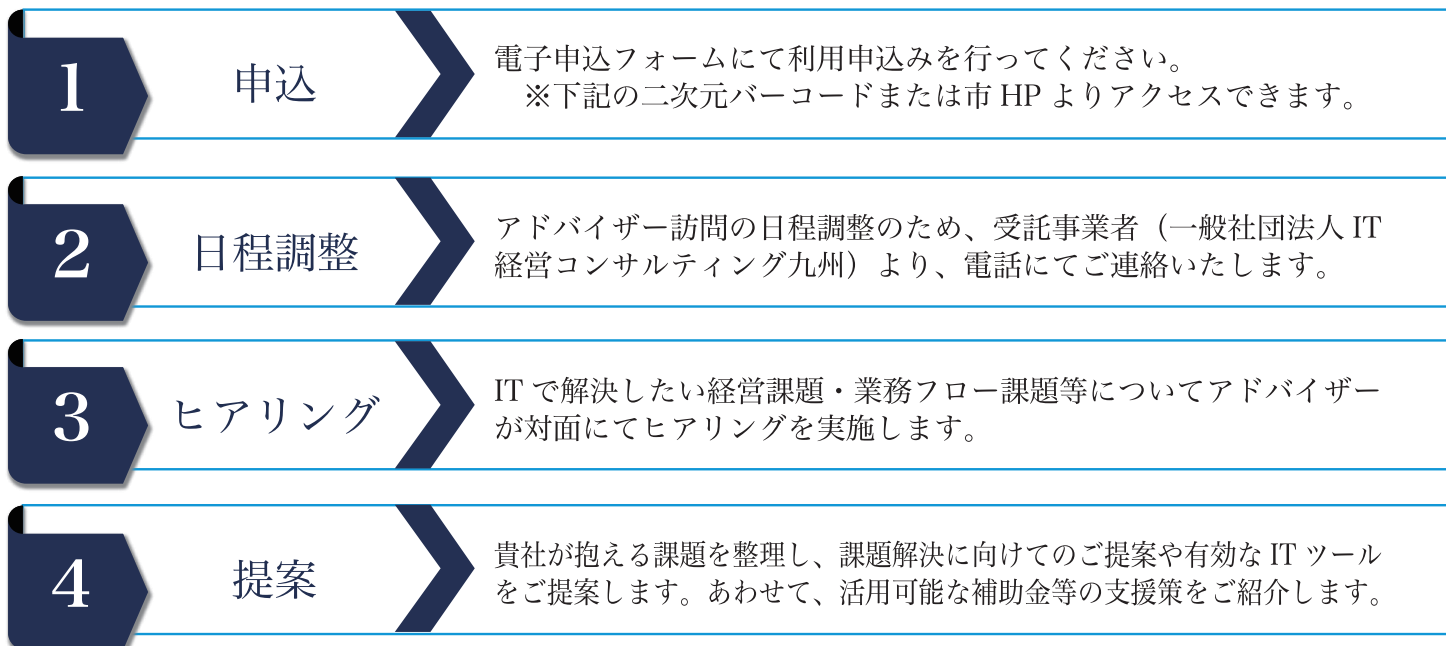 1
申込
電子申込フォームにて利用申込みを行ってください。
※下記の二次元バーコードまたは市 HP よりアクセスできます。
2
日程調整
アドバイザー訪問の日程調整のため、受託事業者（一般社団法人 IT
経営コンサルティング九州）より、電話にてご連絡いたします。
3
ヒアリング
IT で解決したい経営課題・業務フロー課題等についてアドバイザー
が対面にてヒアリングを実施します。
4
提案
貴社が抱える課題を整理し、課題解決に向けてのご提案や有効な IT ツール
をご提案します。あわせて、活用可能な補助金等の支援策をご紹介します。